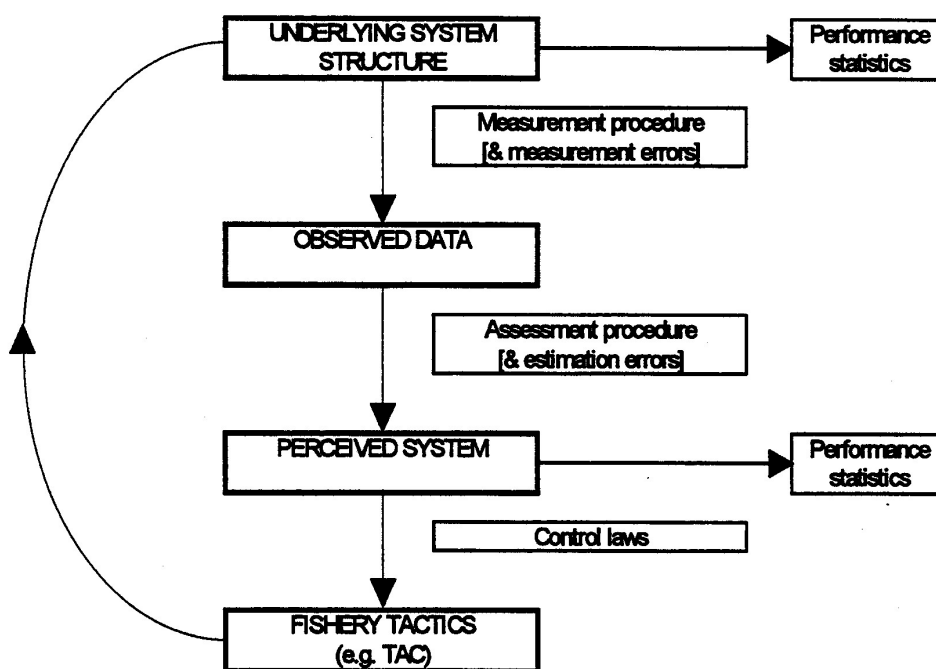 UNDERLYING SYSTEM
STRUCTURE
Performance
statistics
Measurement procedure
[& measurement errors]
OBSERVED DATA
Assessment procedure
[& estimation errors]
PERCEIVED SYSTEM
Performance
statistics
Control laws
FISHERY TACTICS
(e.g. TAC)